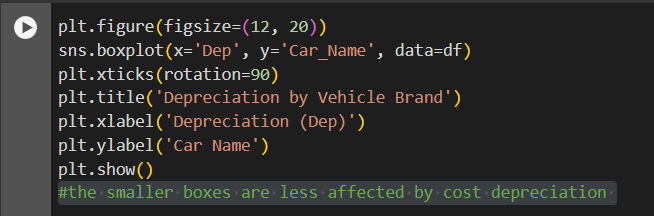 plt.figure(figsize=(12, 20))
sns.boxplot(x='Dep', y='Car_Name', data=df)
plt.xticks(rotation=90)
plt.title('Depreciation by Vehicle Brand')
plt.xlabel('Depreciation (Dep)')
plt.ylabel('Car Name')
plt.show()
#the smaller boxes are less affected by cost depreciation